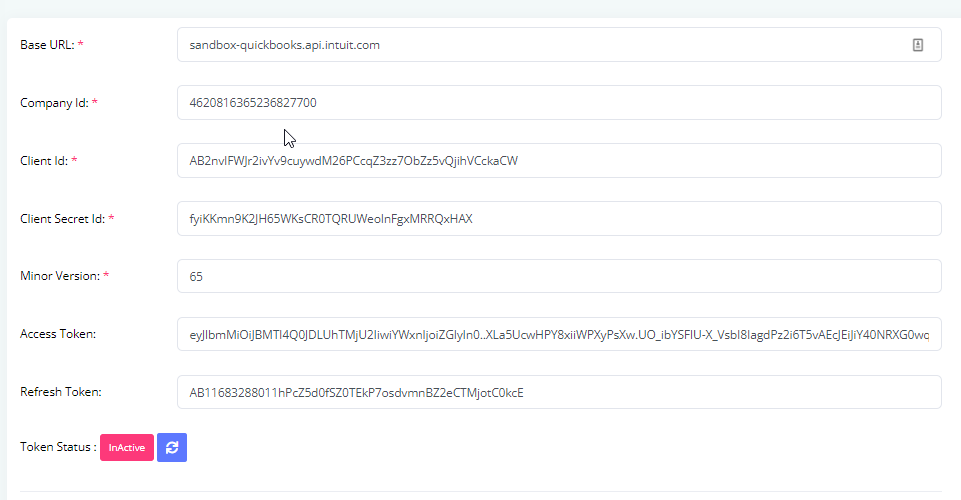 Base URL: *
sandbox-quickbooks.api.intuit.com
Company Id: *
4620816365236827700
Client Id: *
AB2nvIFWJr2ivYv9cuywdM26PCcqZ3zz7ObZz5vQjihVCckaCW
Client Secret Id: *
fyiKKmn9K2JH65WKsCR0TQRUWeoInFgxMRRQxHAX
Minor Version: *
65
Access Token:
eyJlbmMiOiJBMTI4Q0JDLUhTMjU2IiwiYWxnIjoiZGlyIn0..XLa5UcwHPY8xiiWPXyPsXw.UO_ibYSFIU-X_VsbI8IagdPz2i6T5vAEcJEiJiY40NRXG0wq
Refresh Token:
AB11683288011hPcZ5d0fSZ0TEkP7osdvmnBZ2eCTMjotC0kcE
Token Status :
InActive